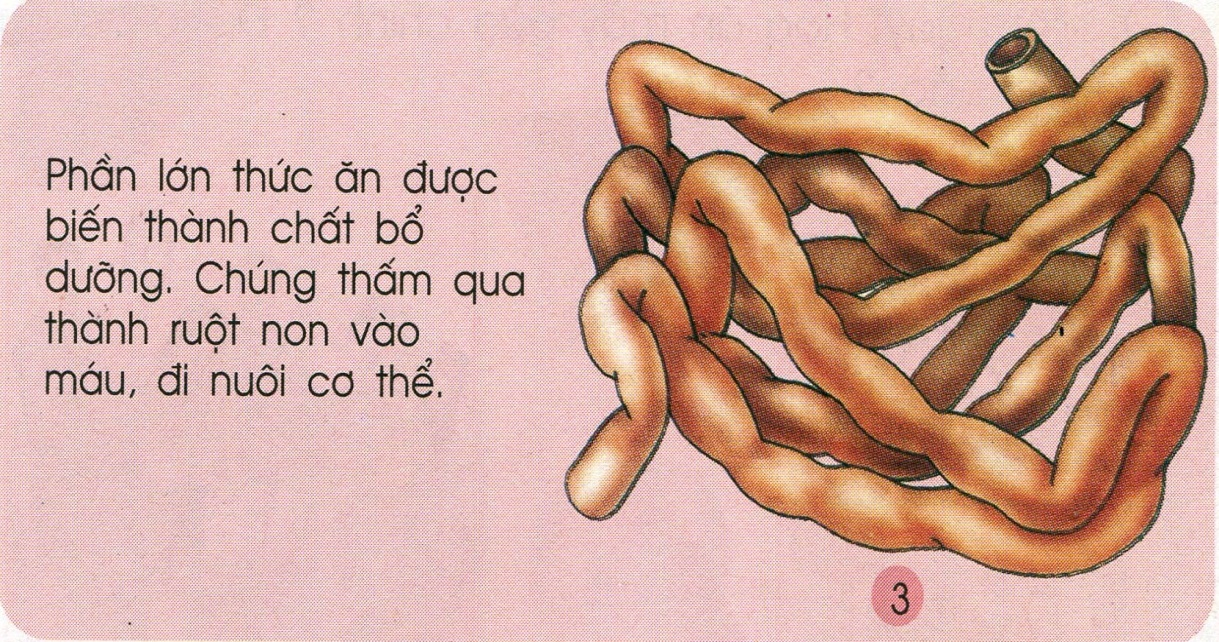 Phần lớn thức ăn được
biến thành chất bổ
dưỡng. Chúng thấm qua
thành ruột non vào
máu, đi nuôi cơ thể.
3